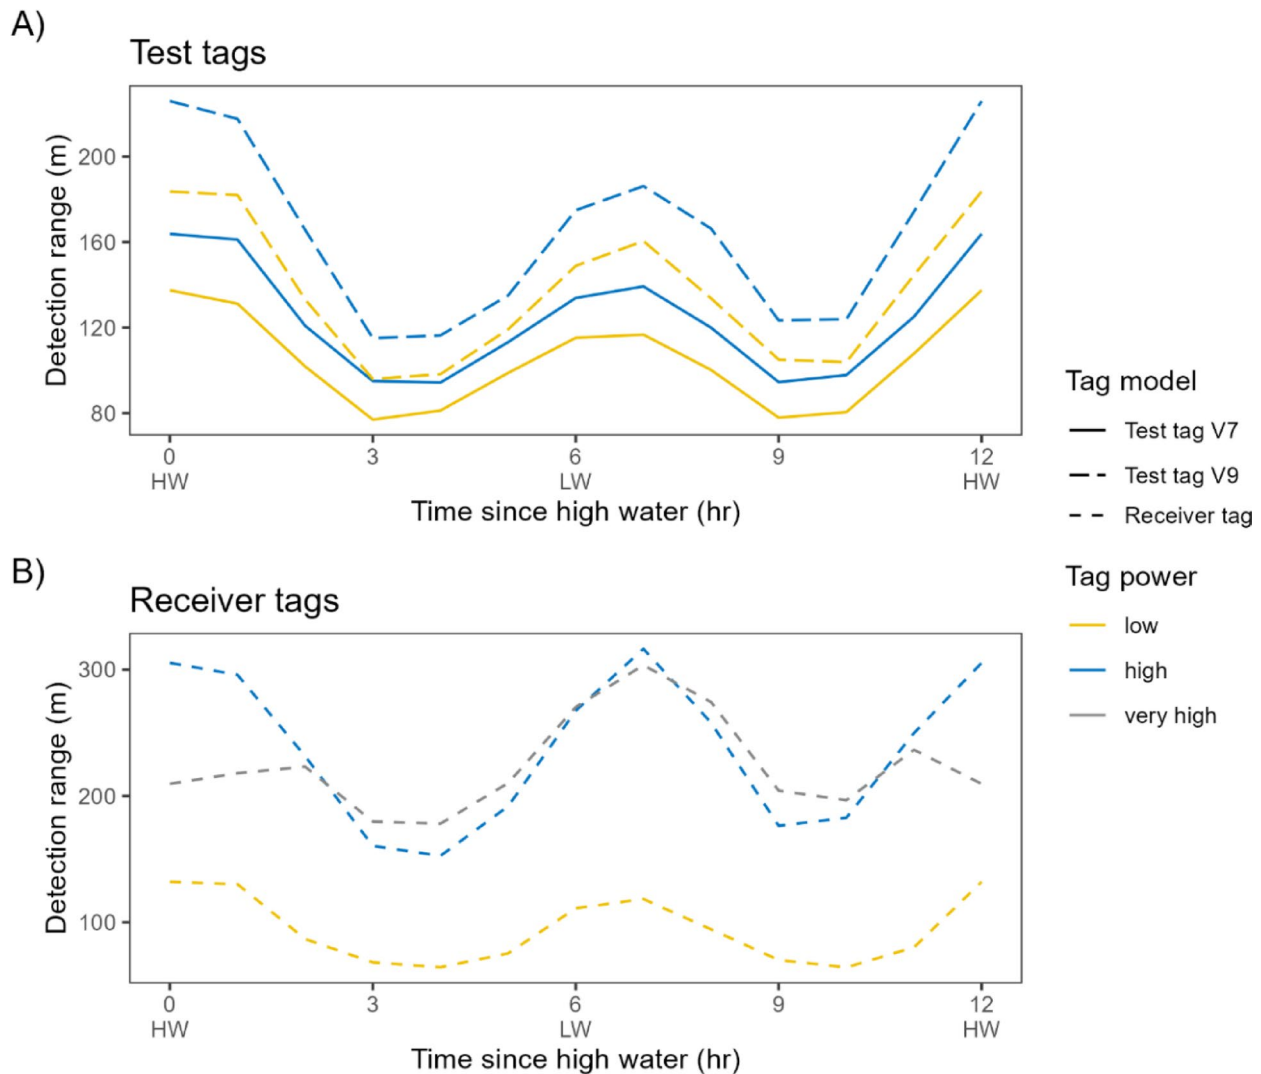 A)
Test tags
Detection range (m)
200
160
120
80
0 3 6 9 12
HW LW HW
Time since high water (hr)
B)
Receiver tags
Detection range (m)
300
200
100
0 3 6 9 12
HW LW HW
Time since high water (hr)
Tag model
Test tag V7
Test tag V9
Receiver tag
Tag power
low
high
very high